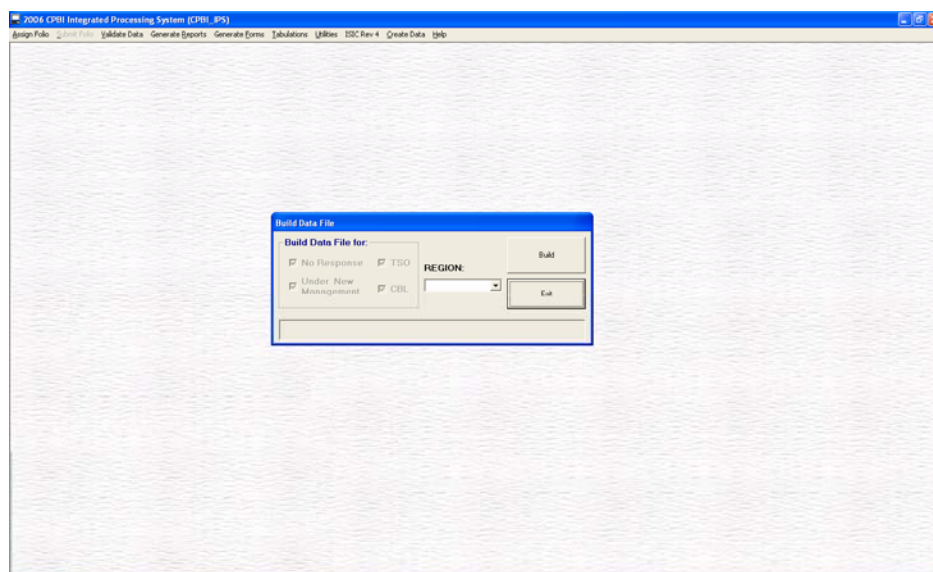 2006 CPBI Integrated Processing System (CPBI_IPS)
Assign Folio Submit Folio Validate Data Generate Reports Generate Forms Tabulations Utilities ISIC Rev 4 Create Data Help
Build Data File
Build Data File for:
No Response TSO
Under New Management CBL
REGION:
Build
Exit